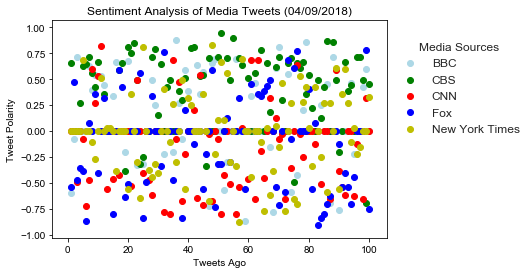 Sentiment Analysis of Media Tweets (04/09/2018)
1.00
0.75
0.50
0.25
0.00
−0.25
−0.50
−0.75
−1.00
Tweet Polarity
0 20 40 60 80 100
Tweets Ago
Media Sources
BBC
CBS
CNN
Fox
New York Times